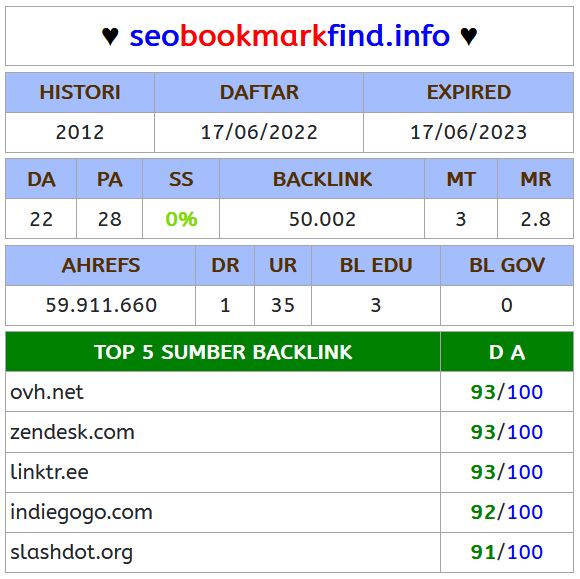 ♥ seobookmarkfind.info ♥
HISTORI DAFTAR EXPIRED
2012 17/06/2022 17/06/2023
DA PA SS BACKLINK MT MR
22 28 0% 50.002 3 2.8
AHREFS DR UR BL EDU BL GOV
59.911.660 1 35 3 0
TOP 5 SUMBER BACKLINK D A
ovh.net 93/100
zendesk.com 93/100
linktr.ee 93/100
indiegogo.com 92/100
slashdot.org 91/100